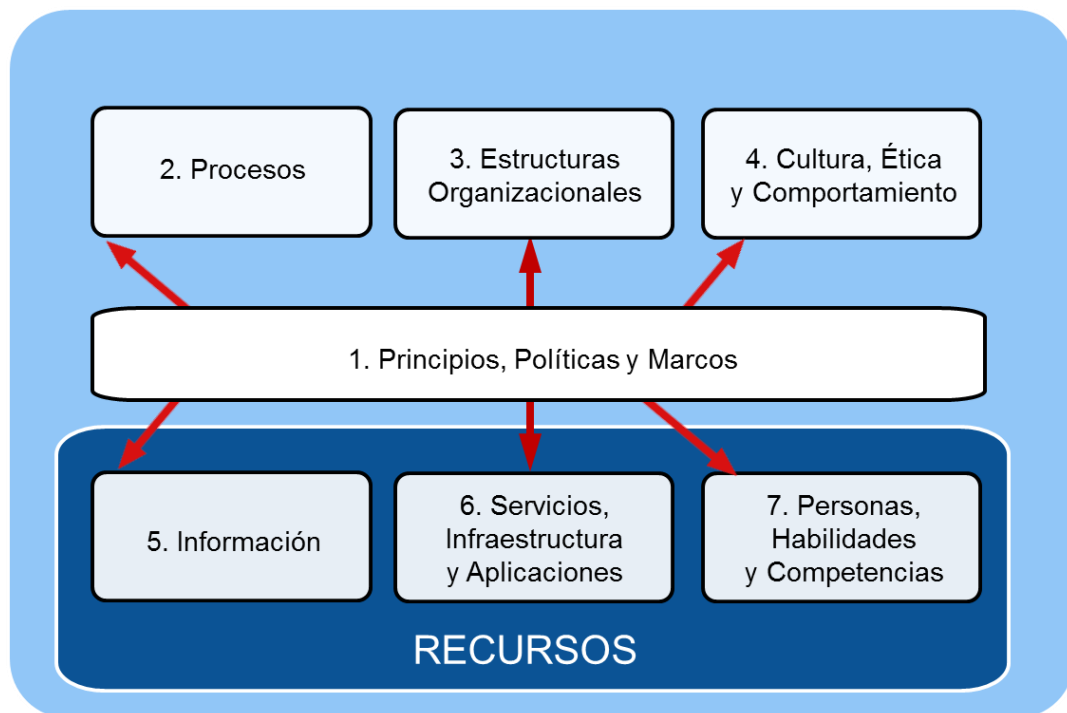 2. Procesos
3. Estructuras
Organizacionales
4. Cultura, Ética
y Comportamiento
1. Principios, Políticas y Marcos
5. Información
6. Servicios,
Infraestructura
y Aplicaciones
7. Personas,
Habilidades
y Competencias
RECURSOS